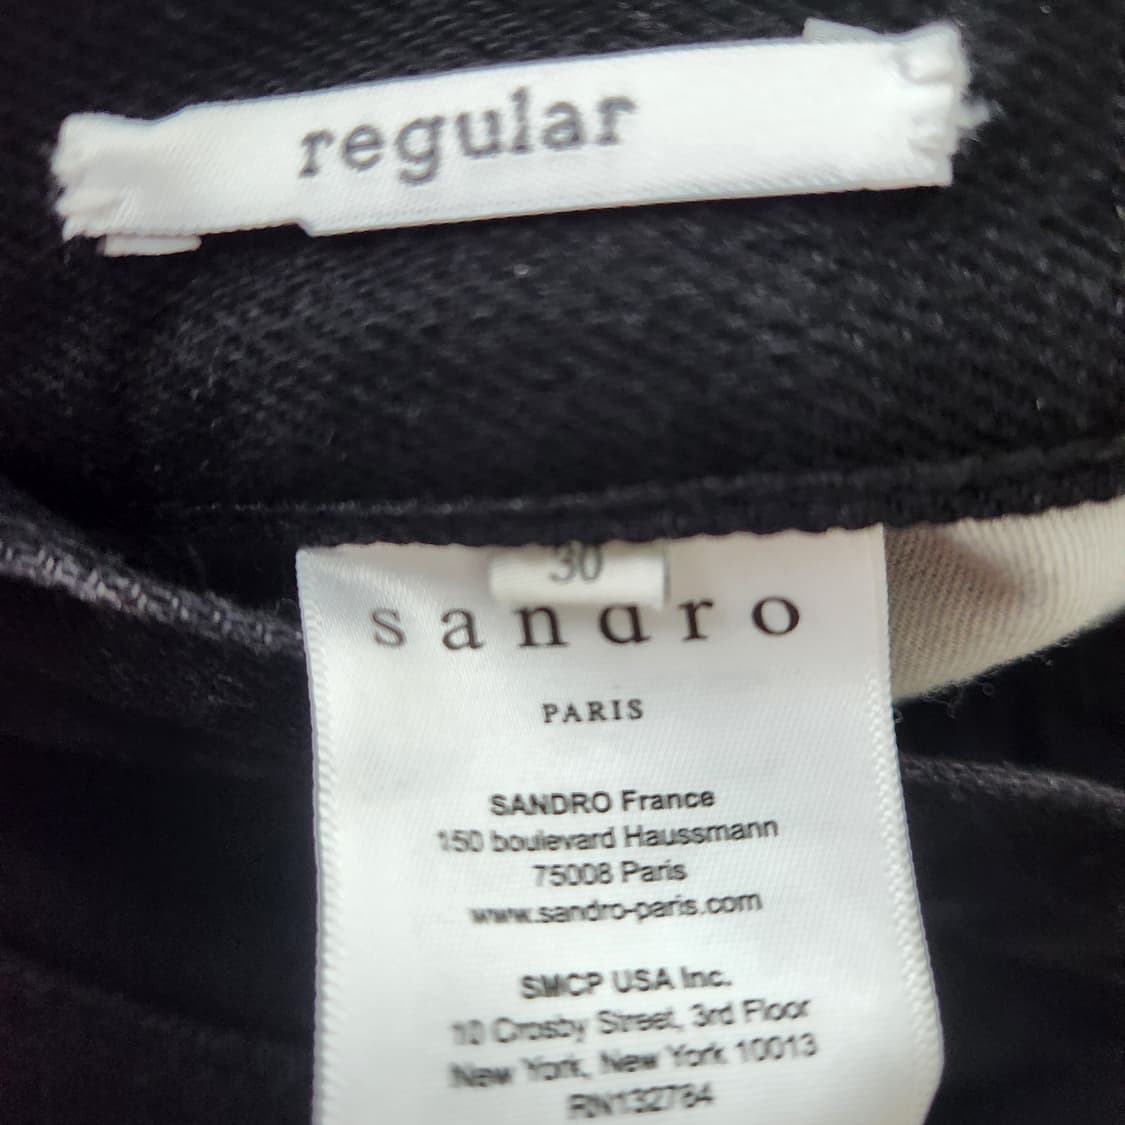 regular
30
sandro
PARIS
SANDRO France
150 boulevard Haussmann
75008 Paris
www.sandro-paris.com
SMCP USA Inc.
10 Crosby Street, 3rd Floor
New York, New York 10013
RN132784